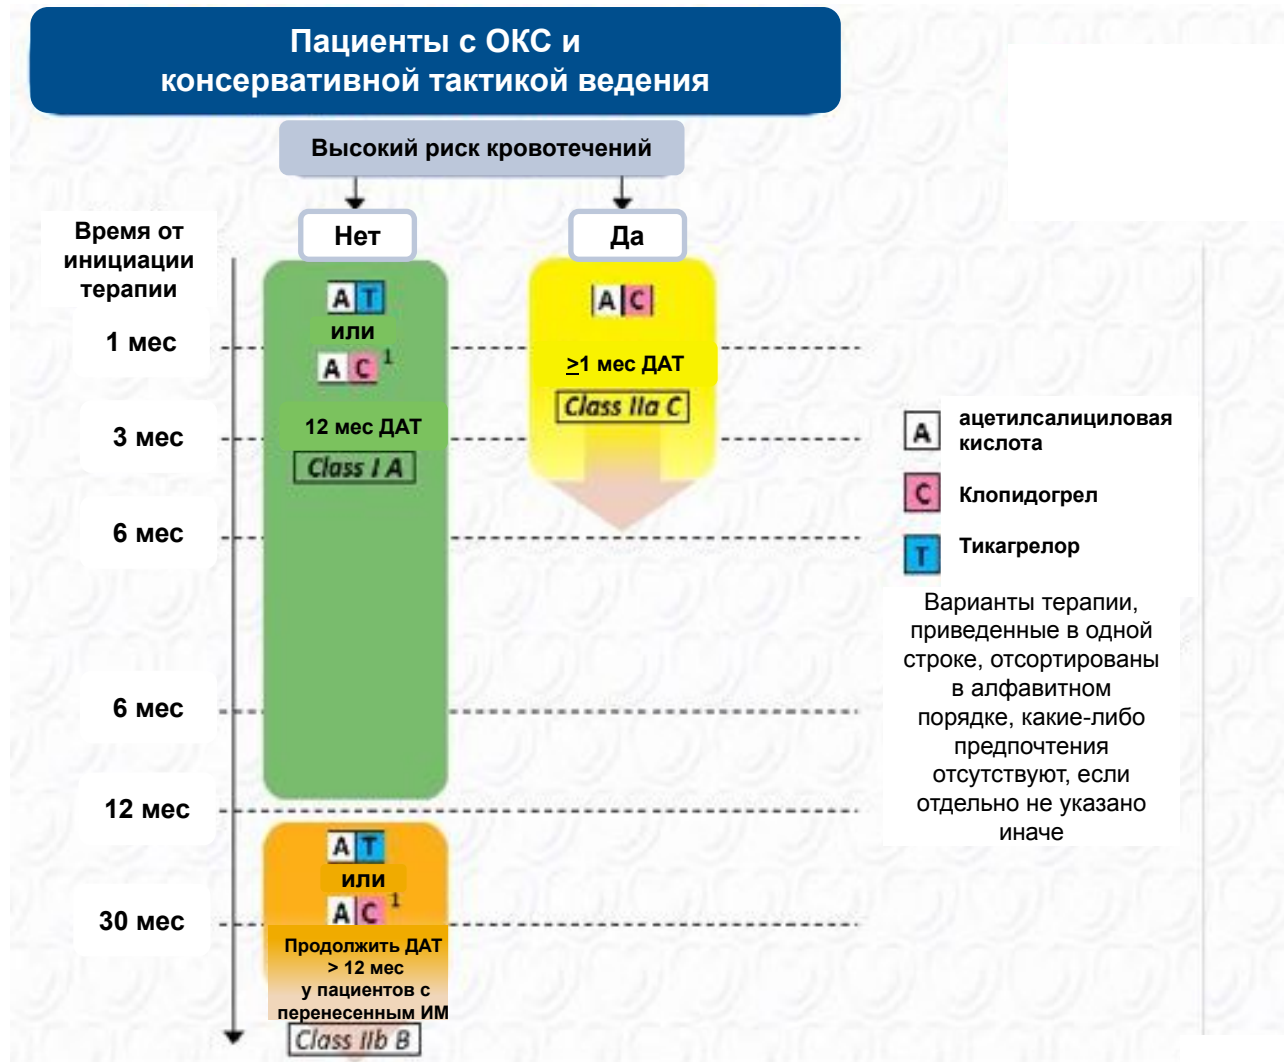 Пациенты с ОКС и
консервативной тактикой ведения
Высокий риск кровотечений
Нет
Да
Время от
инициации
терапии
1 мес
3 мес
6 мес
6 мес
12 мес
30 мес
A T
или
A C 1
12 мес ДАТ
Class I A
A T
или
A C 1
Продолжить ДАТ
> 12 мес
у пациентов с
перенесенным ИМ
Class IIb B
A C
≥1 мес ДАТ
Class IIa C
A ацетилсалициловая
кислота
C Клопидогрел
T Тикагрелор
Варианты терапии,
приведенные в одной
строке, отсортированы
в алфавитном
порядке, какие-либо
предпочтения
отсутствуют, если
отдельно не указано
иначе